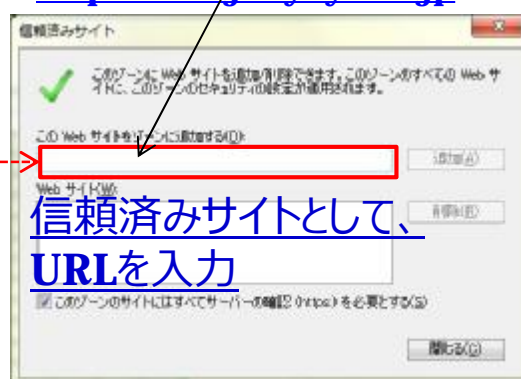 信頼済みサイト
このゾーンに Web サイトを追加/削除できます。このゾーンのすべての Web サ
イトに、このゾーンのセキュリティの設定が適用されます。
この Web サイトをゾーンに追加する(D):
追加(A)
Web サイト(W):
削除(R)
信頼済みサイトとして、
URLを入力
このゾーンのサイトにはすべてサーバーの確認 (https:) を必要とする(S)
閉じる(C)